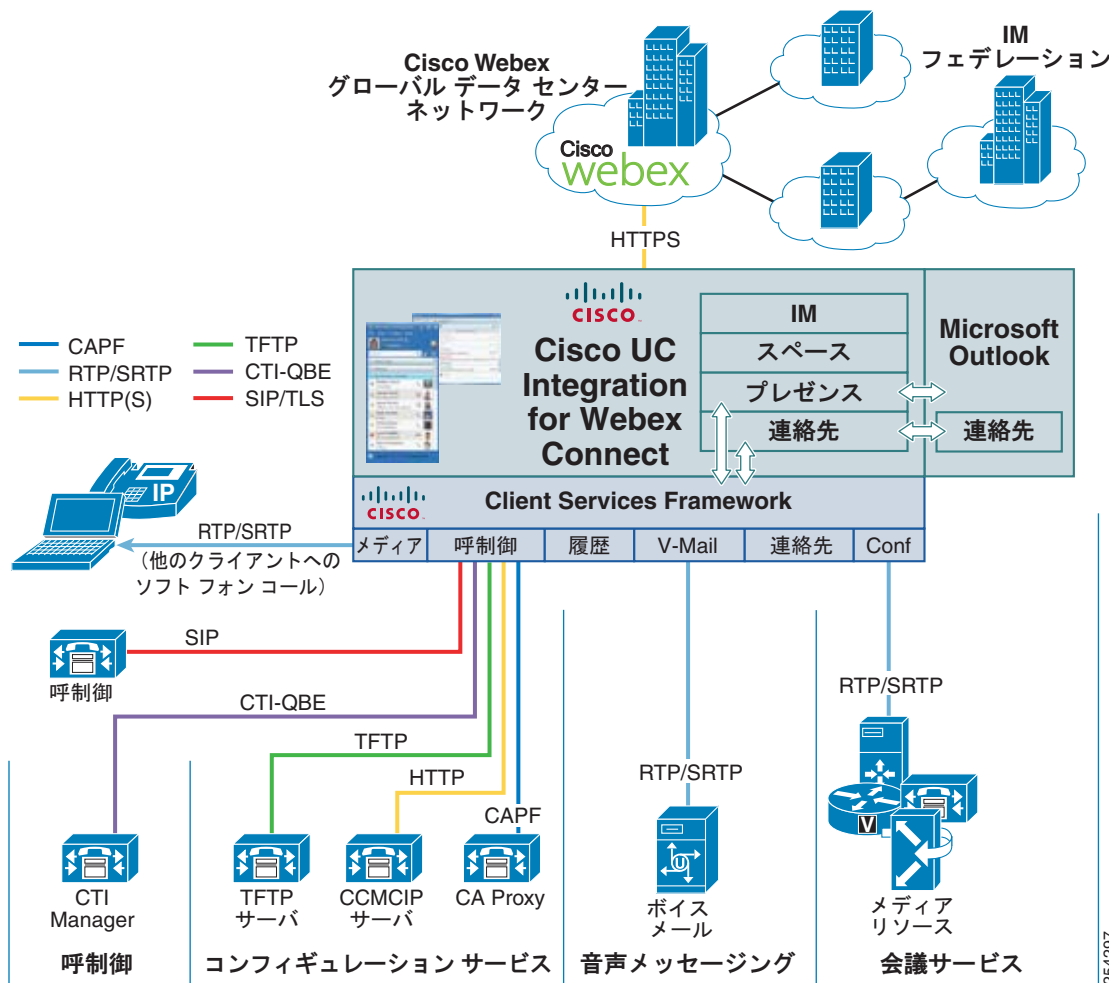 Cisco Webex
グローバル データ センター
ネットワーク
IM
フェデレーション
Cisco
webex
HTTPS
CAPF
TFTP
RTP/SRTP
CTI-QBE
HTTP(S)
SIP/TLS
CISCO
Cisco UC
Integration
for Webex
Connect
IM
スペース
プレゼンス
連絡先
Microsoft
Outlook
連絡先
CISCO
Client Services Framework
メディア
呼制御
履歴
V-Mail
連絡先
Conf
IP
RTP/SRTP
(他のクライアントへの
ソフト フォン コール)
SIP
呼制御
CTI-QBE
TFTP
HTTP
CAPF
RTP/SRTP
RTP/SRTP
V
CTI
Manager
TFTP
サーバ
CCMCIP
サーバ
CA Proxy
ボイス
メール
メディア
リソース
呼制御
コンフィギュレーション サービス
音声メッセージング
会議サービス